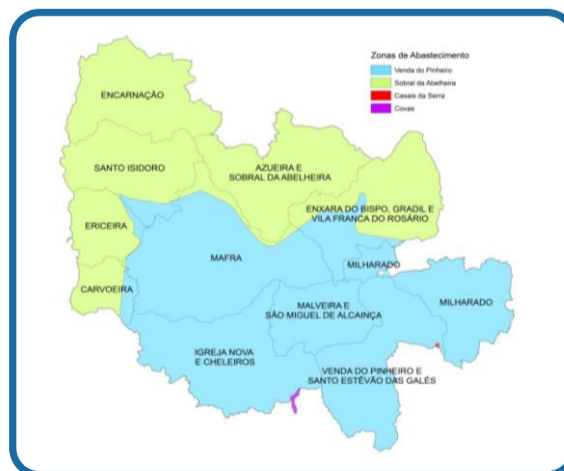 Zonas de Abastecimento
Venda do Pinheiro
Sobral da Abelheira
Casais da Serra
Covas
ENCARNAÇÃO
SANTO ISIDORO
AZUEIRA E
SOBRAL DA ABELHEIRA
ENXARA DO BISPO, GRADIL E
VILA FRANCA DO ROSÁRIO
ERICEIRA
MAFRA
MILHARADO
CARVOEIRA
MALVEIRA E
SÃO MIGUEL DE ALCAINÇA
MILHARADO
IGREJA NOVA
E CHELEIROS
VENDA DO PINHEIRO E
SANTO ESTÊVÃO DAS GALÉS